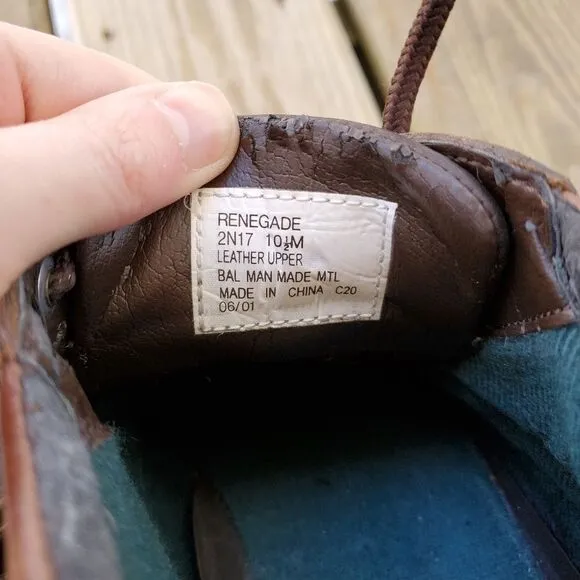 RENEGADE
2N17 10½M
LEATHER UPPER
BAL MAN MADE MTL
MADE IN CHINA C20
06/01